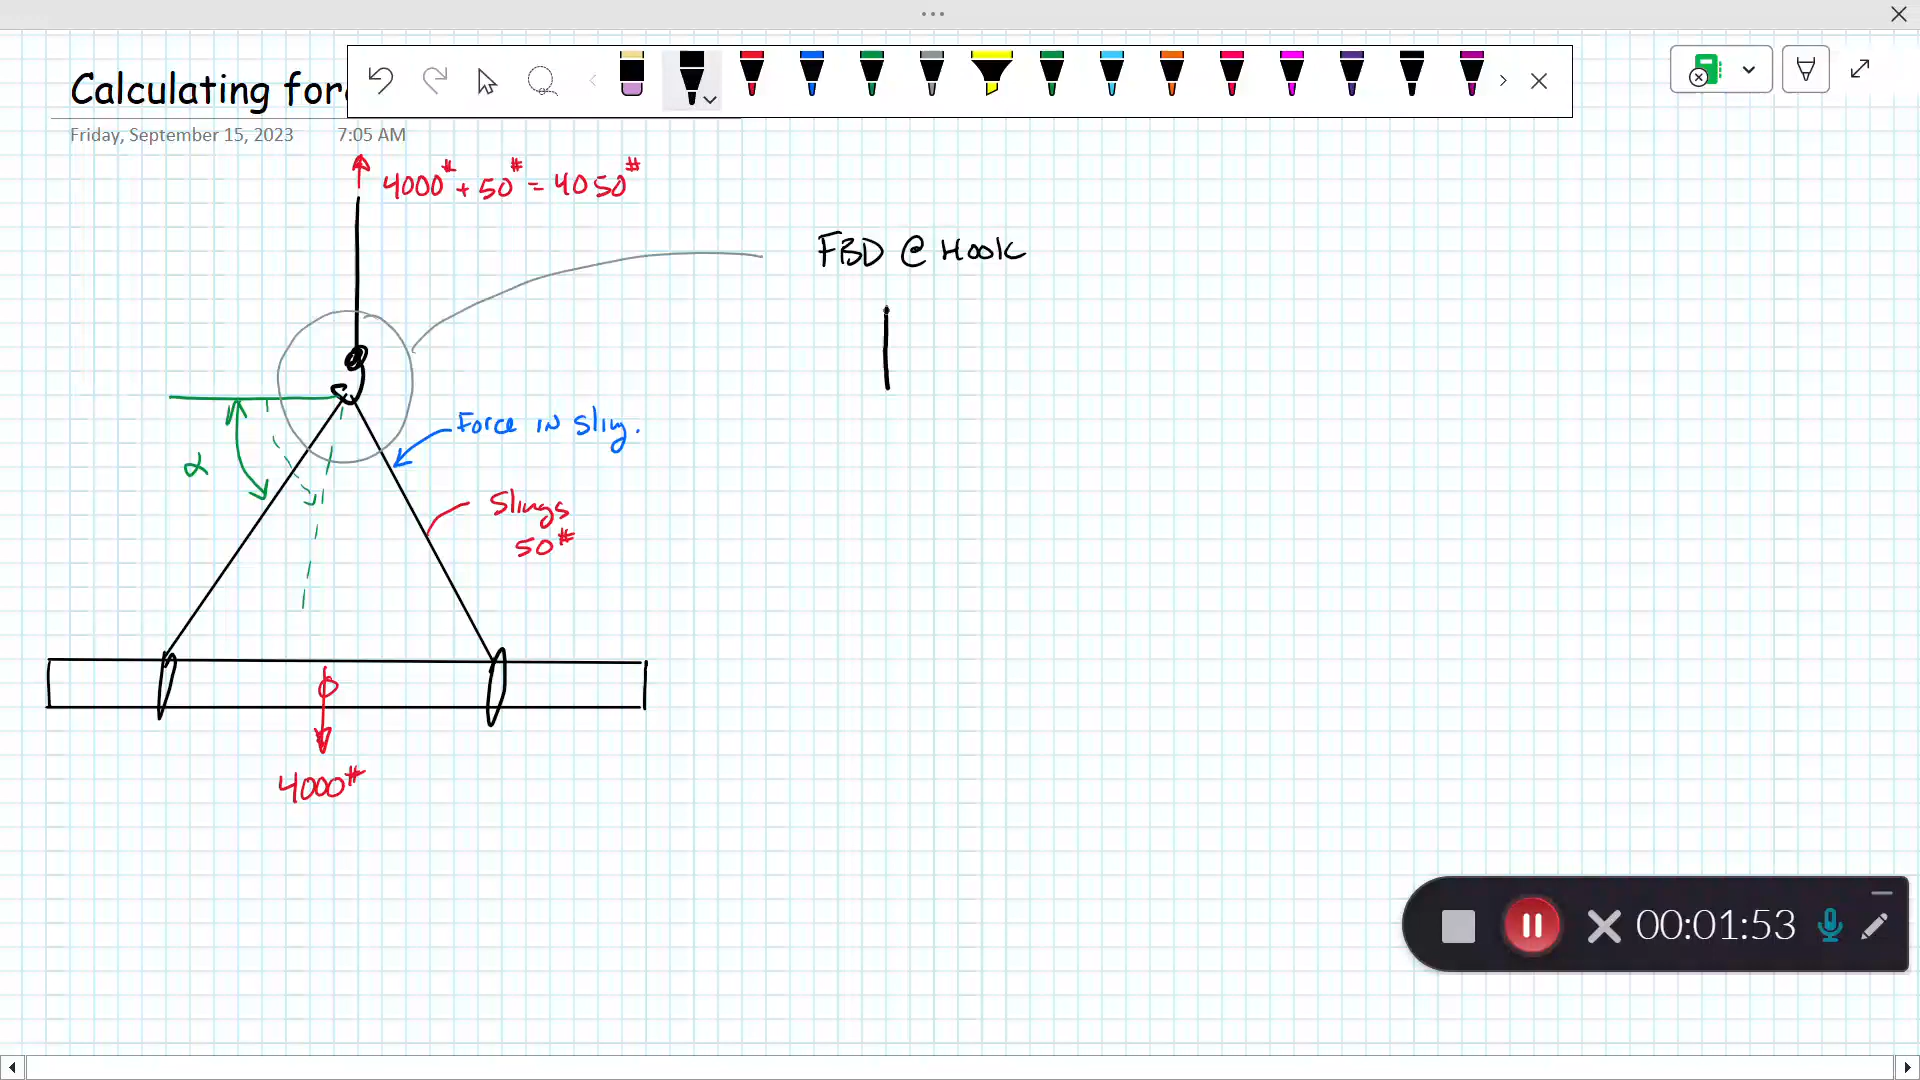 Calculating for
Friday, September 15, 2023 7:05 AM
4000# + 50# = 4050#
FBD @ Hook
Force in sling.
α
Slings
50#
4000#
00:01:53